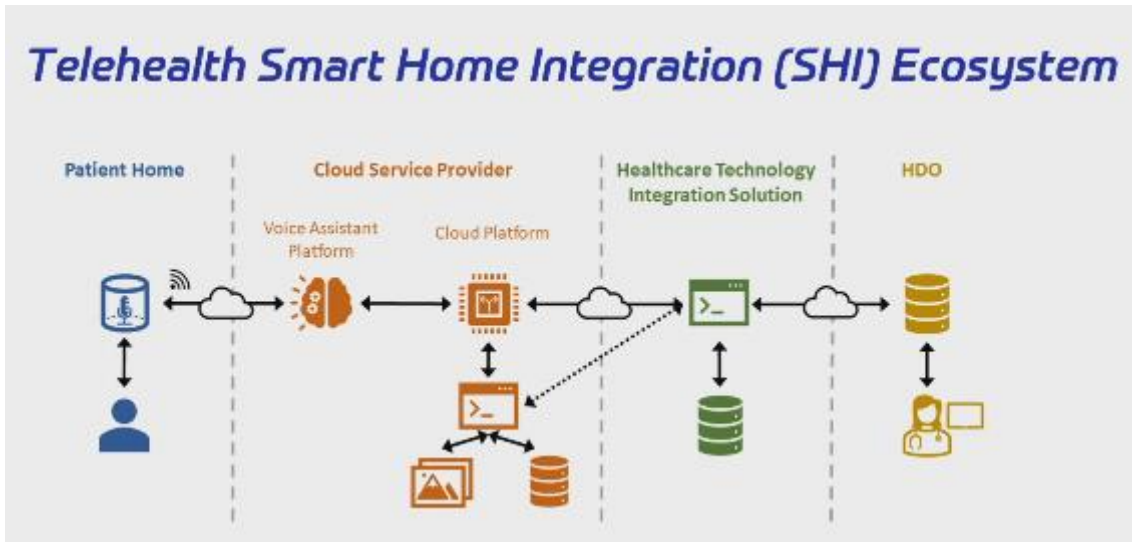 Telehealth Smart Home Integration (SHI) Ecosystem
Patient Home
Cloud Service Provider
Healthcare Technology
Integration Solution
HDO
Voice Assistant
Platform
Cloud Platform